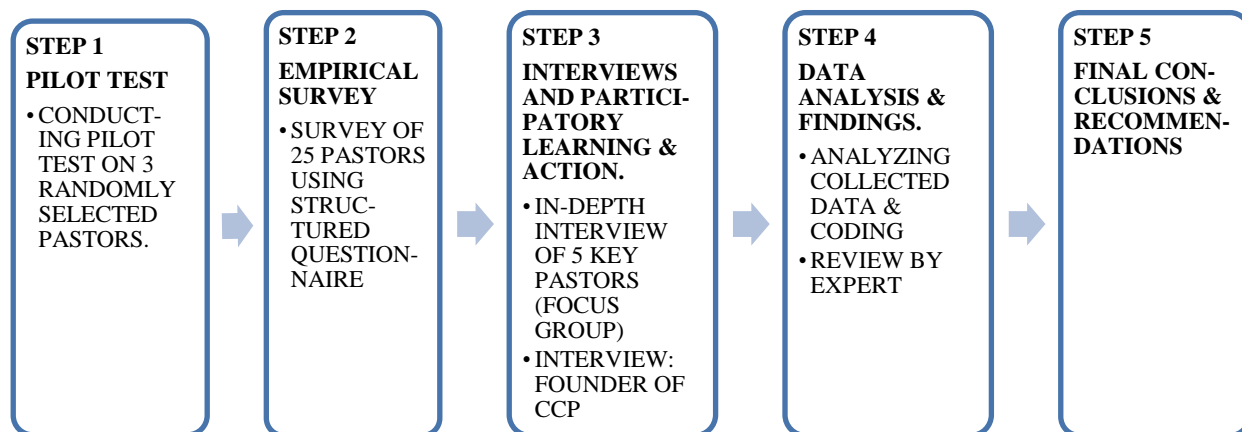 STEP 1
PILOT TEST
• CONDUCT-
ING PILOT
TEST ON 3
RANDOMLY
SELECTED
PASTORS.
STEP 2
EMPIRICAL
SURVEY
• SURVEY OF
25 PASTORS
USING
STRUC-
TURED
QUESTION-
NAIRE
STEP 3
INTERVIEWS
AND PARTICI-
PATORY
LEARNING &
ACTION.
• IN-DEPTH
INTERVIEW
OF 5 KEY
PASTORS
(FOCUS
GROUP)
• INTERVIEW:
FOUNDER OF
CCP
STEP 4
DATA
ANALYSIS &
FINDINGS.
• ANALYZING
COLLECTED
DATA &
CODING
• REVIEW BY
EXPERT
STEP 5
FINAL CON-
CLUSIONS &
RECOMMEN-
DATIONS